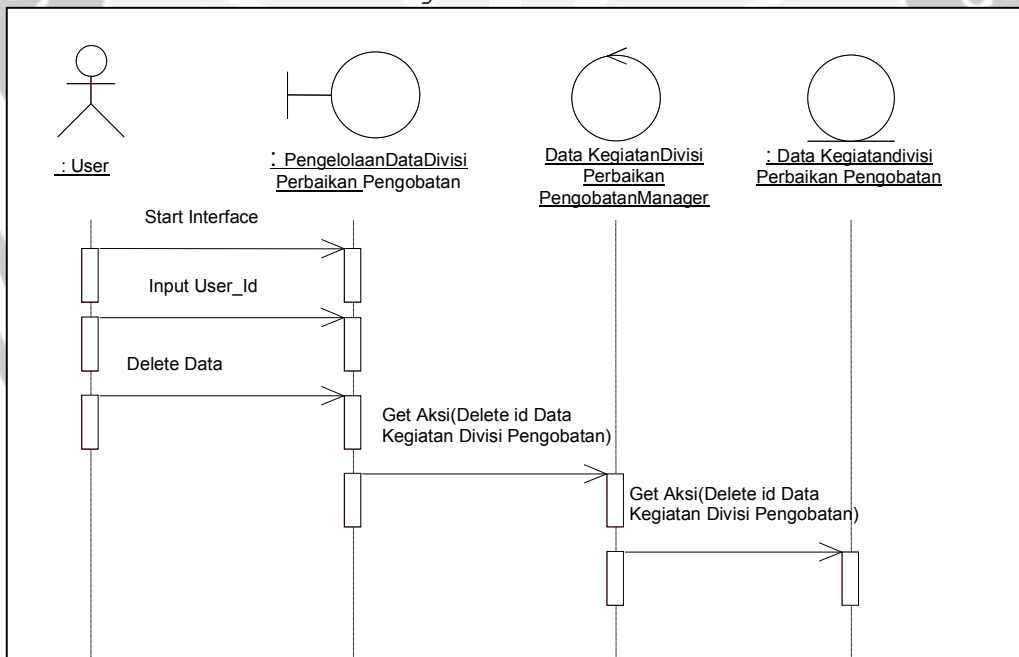 : User
: PengelolaanDataDivisi
Perbaikan Pengobatan
Data KegiatanDivisi
Perbaikan
PengobatanManager
: Data Kegiatandivisi
Perbaikan Pengobatan
Start Interface
Input User_Id
Delete Data
Get Aksi(Delete id Data
Kegiatan Divisi Pengobatan)
Get Aksi(Delete id Data
Kegiatan Divisi Pengobatan)